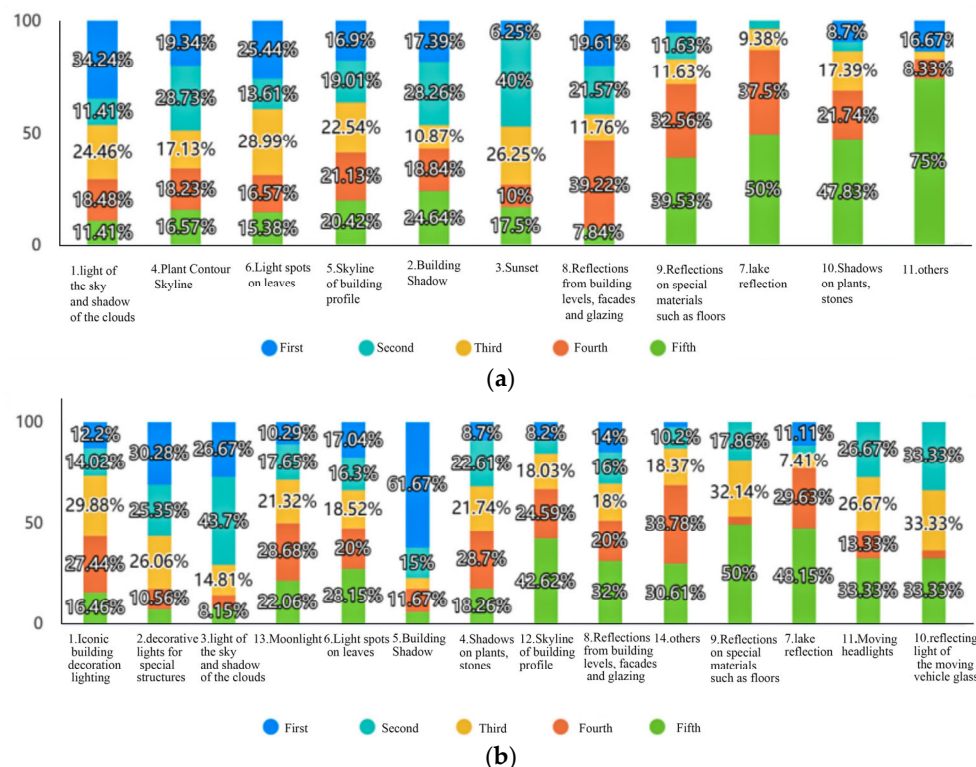 100
50
0
34.24%
11.41%
24.46%
18.48%
11.41%
19.34%
28.73%
17.13%
18.23%
16.57%
25.44%
13.61%
28.99%
16.57%
15.38%
16.9%
19.01%
22.54%
21.13%
20.42%
17.39%
28.26%
10.87%
18.84%
24.64%
6.25%
40%
26.25%
10%
17.5%
19.61%
21.57%
11.76%
39.22%
7.84%
11.63%
11.63%
32.56%
39.53%
9.38%
37.5%
50%
8.7%
17.39%
21.74%
47.83%
16.67%
8.33%
75%
1.light of
the sky
and shadow
of the clouds
4.Plant Contour
Skyline
6.Light spots
on leaves
5.Skyline
of building
profile
2.Building
Shadow
3.Sunset
8.Reflections
from building
levels, facades
and glazing
9.Reflections
on special
materials
such as floors
7.lake
reflection
10.Shadows
on plants,
stones
11.others
First
Second
Third
Fourth
Fifth
(a)
100
50
0
12.2%
14.02%
29.88%
27.44%
16.46%
30.28%
25.35%
26.06%
10.56%
26.67%
43.7%
14.81%
8.15%
10.29%
17.65%
21.32%
28.68%
22.06%
17.04%
16.3%
18.52%
20%
28.15%
61.67%
15%
11.67%
8.7%
22.61%
21.74%
28.7%
18.26%
8.2%
18.03%
24.59%
42.62%
14%
16%
18%
20%
32%
10.2%
18.37%
38.78%
30.61%
17.86%
32.14%
50%
11.11%
7.41%
29.63%
48.15%
26.67%
26.67%
13.33%
33.33%
33.33%
33.33%
33.33%
1.Iconic
building
decoration
lighting
2.decorative
lights for
special
structures
3.light of
the sky
and shadow
of the clouds
13.Moonlight
6.Light spots
on leaves
5.Building
Shadow
4.Shadows
on plants,
stones
12.Skyline
of building
profile
8.Reflections
from building
levels, facades
and glazing
14.others
9.Reflections
on special
materials
such as floors
7.lake
reflection
11.Moving
headlights
10.reflecting
light of
the moving
vehicle glass
First
Second
Third
Fourth
Fifth
(b)